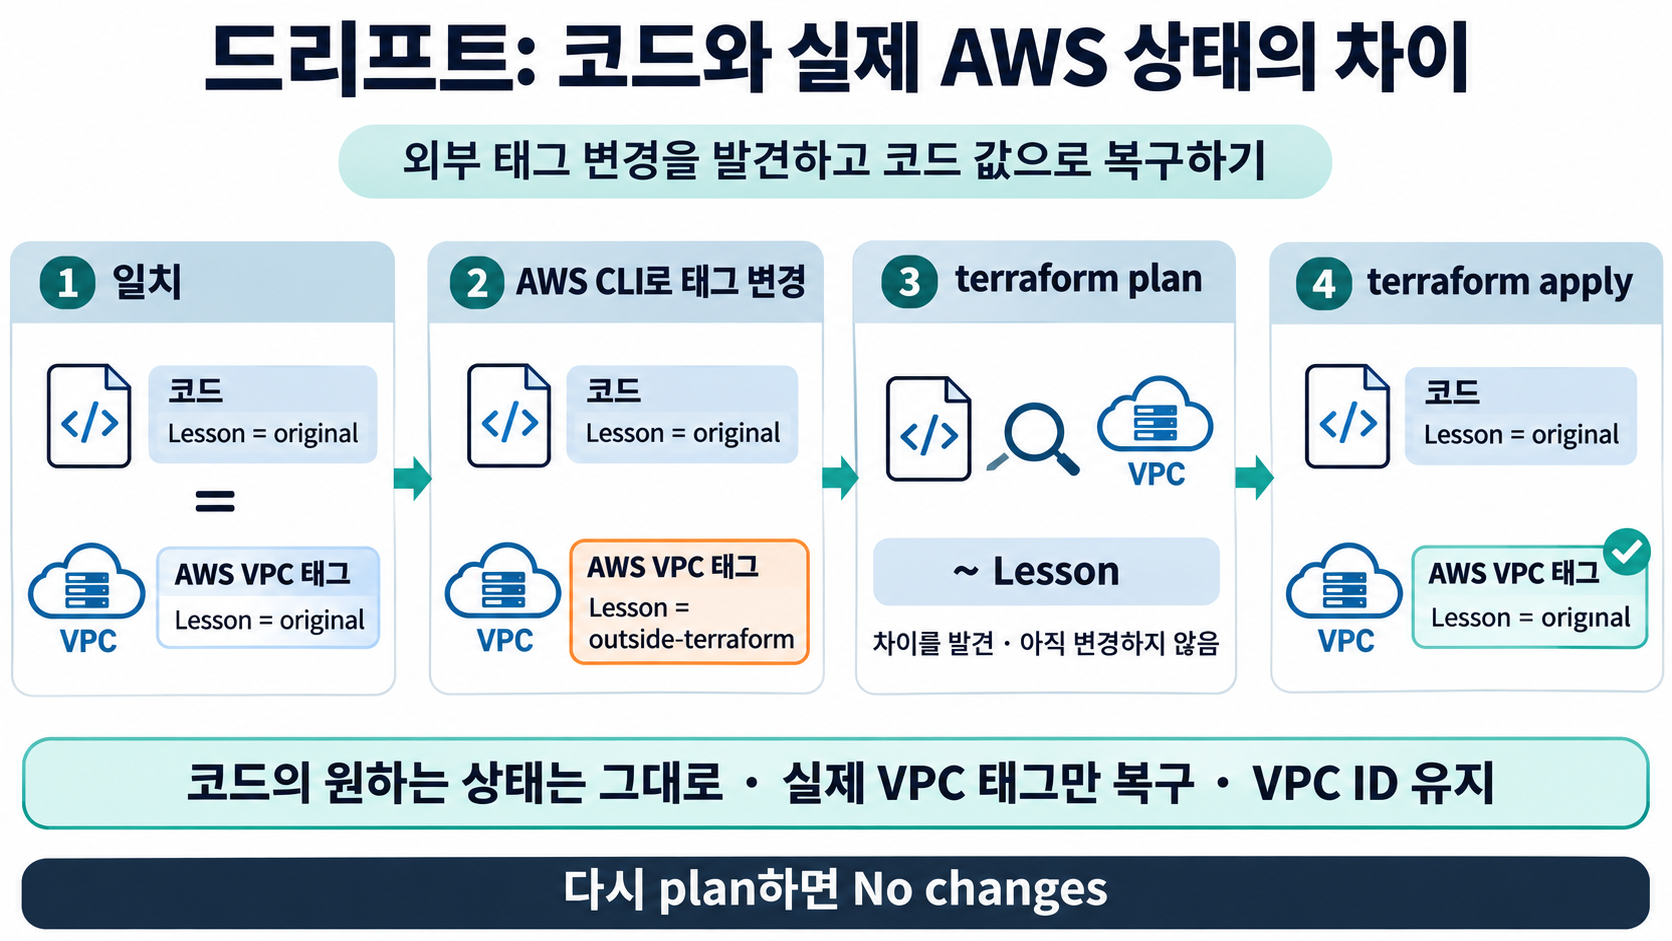 드리프트: 코드와 실제 AWS 상태의 차이
외부 태그 변경을 발견하고 코드 값으로 복구하기
1 일치
</>
코드
Lesson = original
=
VPC
AWS VPC 태그
Lesson = original
2 AWS CLI로 태그 변경
</>
코드
Lesson = original
VPC
AWS VPC 태그
Lesson =
outside-terraform
3 terraform plan
</>
VPC
~ Lesson
차이를 발견 · 아직 변경하지 않음
4 terraform apply
</>
코드
Lesson = original
VPC
AWS VPC 태그
Lesson = original
코드의 원하는 상태는 그대로 · 실제 VPC 태그만 복구 · VPC ID 유지
다시 plan하면 No changes